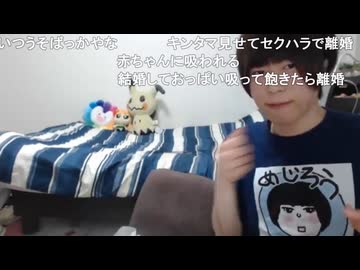 いつうそばっかやな
キンタマ見せてセクハラで離婚
赤ちゃんに吸われる
結婚しておっぱい吸って飽きたら離婚
めじろう